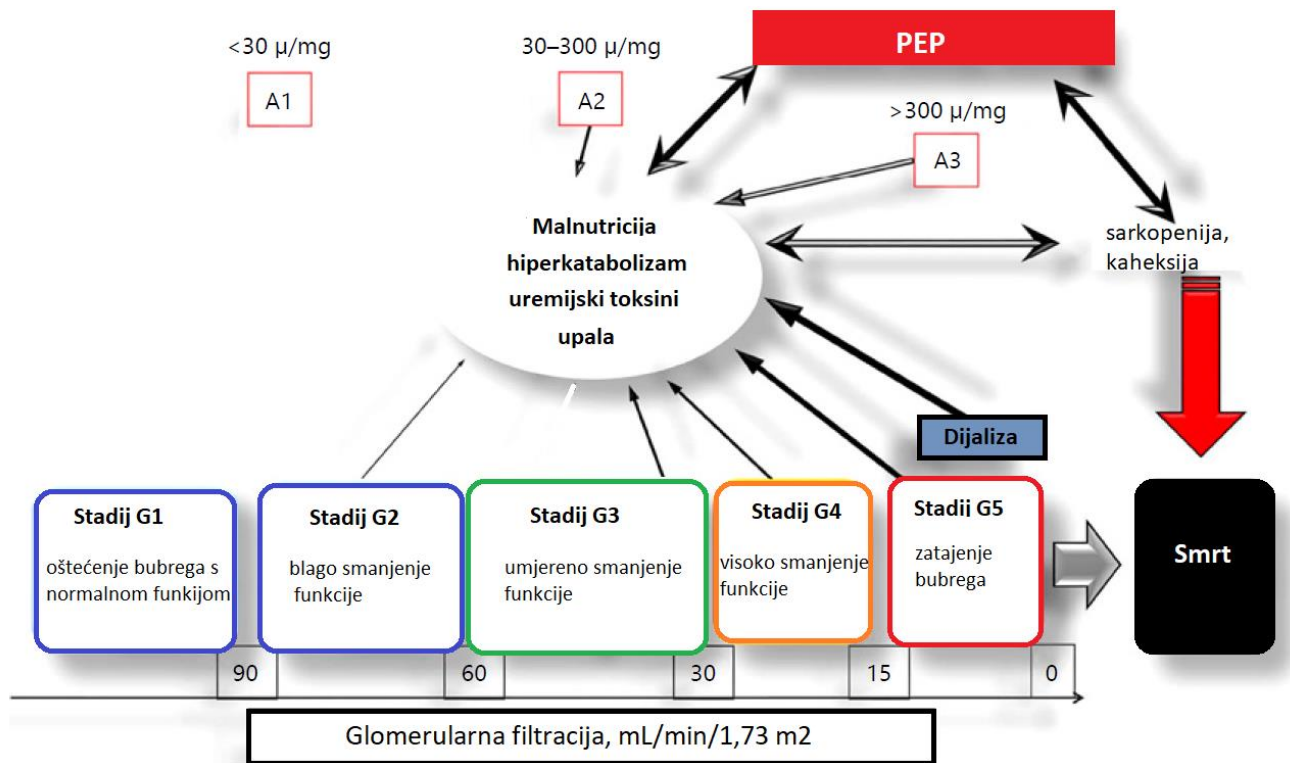 <30 µ/mg
A1
30–300 µ/mg
A2
PEP
>300 µ/mg
A3
Malnutricija
hiperkatabolizam
uremijski toksini
upala
sarkopenija,
kaheksija
Dijaliza
Stadij G1
oštećenje bubrega s
normalnom funkijom
Stadij G2
blago smanjenje
funkcije
Stadij G3
umjereno smanjenje
funkcije
Stadij G4
visoko smanjenje
funkcije
Stadij G5
zatajenje
bubrega
Smrt
90
60
30
15
0
Glomerularna filtracija, mL/min/1,73 m2